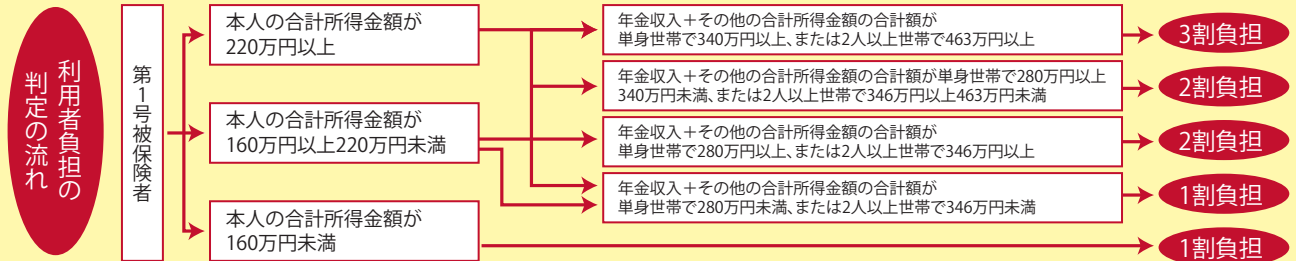 利用者負担の
判定の流れ
第1号被保険者
本人の合計所得金額が
220万円以上
年金収入+その他の合計所得金額の合計額が
単身世帯で340万円以上、または2人以上世帯で463万円以上
3割負担
年金収入+その他の合計所得金額の合計額が単身世帯で280万円以上
340万円未満、または2人以上世帯で346万円以上463万円未満
2割負担
本人の合計所得金額が
160万円以上220万円未満
年金収入+その他の合計所得金額の合計額が
単身世帯で280万円以上、または2人以上世帯で346万円以上
2割負担
年金収入+その他の合計所得金額の合計額が
単身世帯で280万円未満、または2人以上世帯で346万円未満
1割負担
本人の合計所得金額が
160万円未満
1割負担